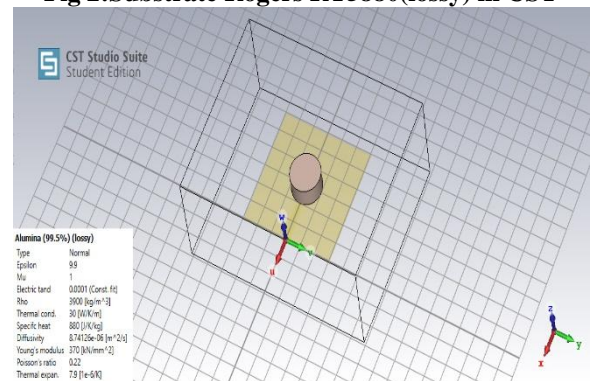 Fig 2:Substrate Rogers RT5880(lossy) in CST
CST Studio Suite
Student Edition
w
v
u
Alumina (99.5%) (lossy)
Type Normal
Epsilon 9.9
Mu 1
Electric tand 0.0001 (Const. fit)
Rho 3900 [kg/m^3]
Thermal cond. 30 [W/K/m]
Specific heat 880 [J/K/kg]
Diffusivity 8.74126e-06 [m^2/s]
Young's modulus 370 [kN/mm^2]
Poisson's ratio 0.22
Thermal expan. 7.9 [1e-6/K]
z
y
x